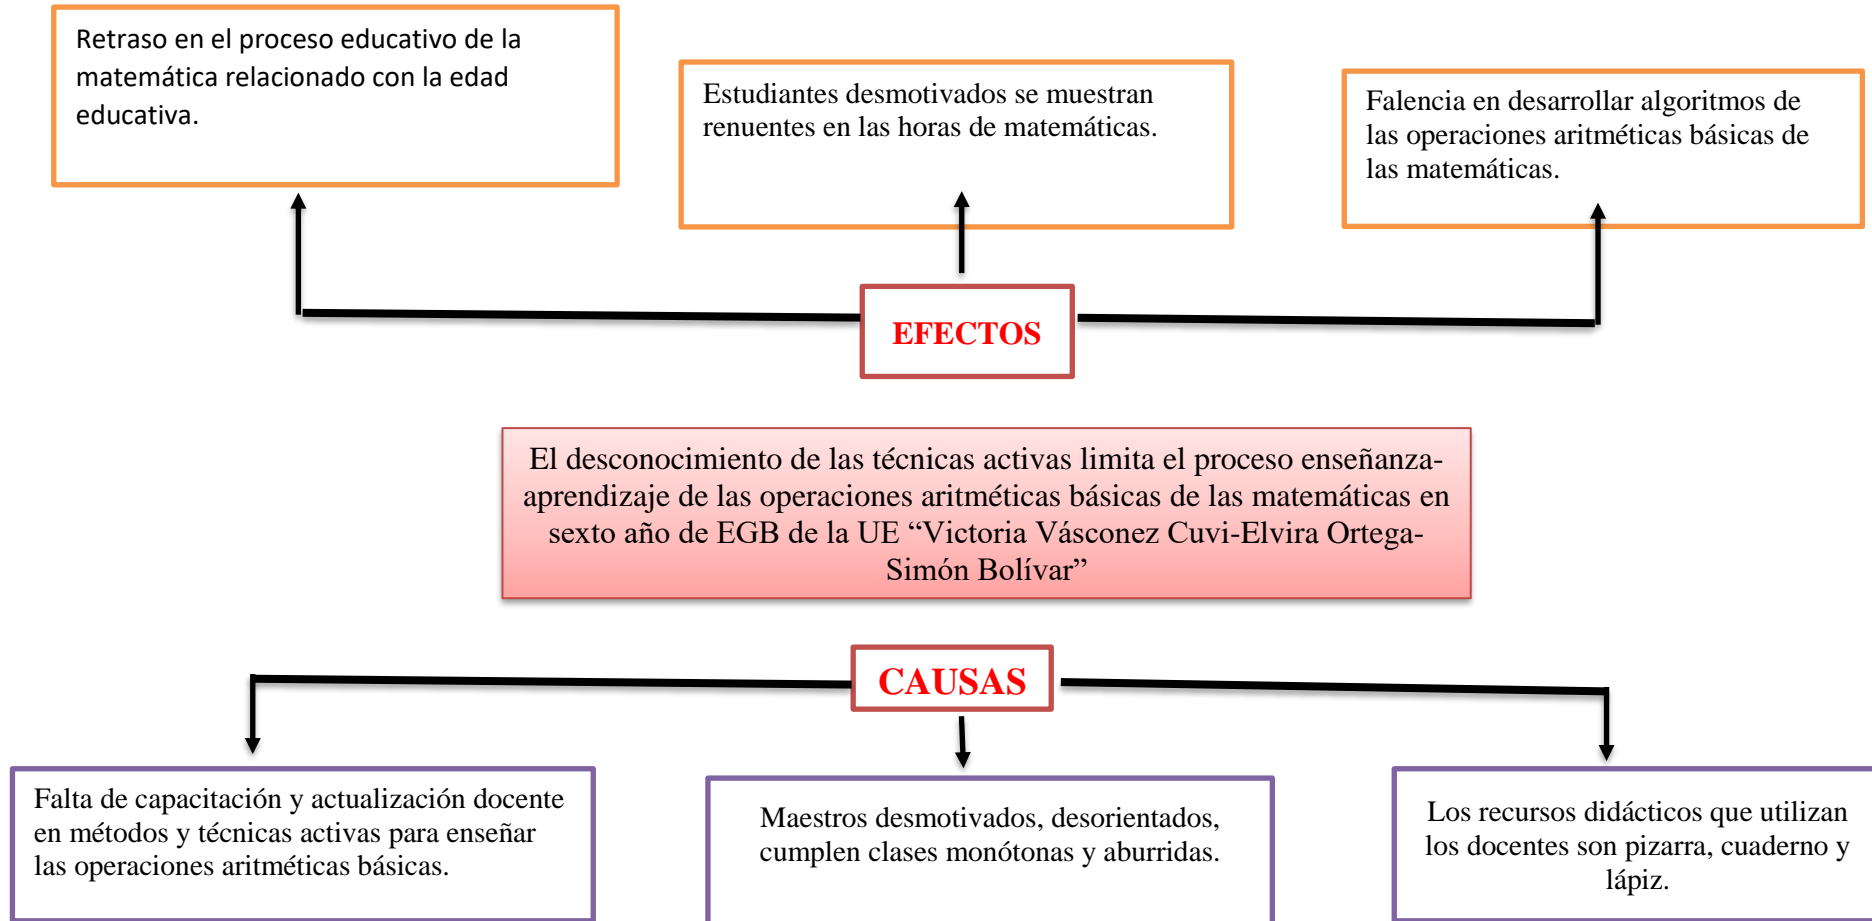 Retraso en el proceso educativo de la
matemática relacionado con la edad
educativa.
Estudiantes desmotivados se muestran
renuentes en las horas de matemáticas.
Falencia en desarrollar algoritmos de
las operaciones aritméticas básicas de
las matemáticas.
EFECTOS
El desconocimiento de las técnicas activas limita el proceso enseñanza-
aprendizaje de las operaciones aritméticas básicas de las matemáticas en
sexto año de EGB de la UE “Victoria Vásconez Cuvi-Elvira Ortega-
Simón Bolívar”
CAUSAS
Falta de capacitación y actualización docente
en métodos y técnicas activas para enseñar
las operaciones aritméticas básicas.
Maestros desmotivados, desorientados,
cumplen clases monótonas y aburridas.
Los recursos didácticos que utilizan
los docentes son pizarra, cuaderno y
lápiz.